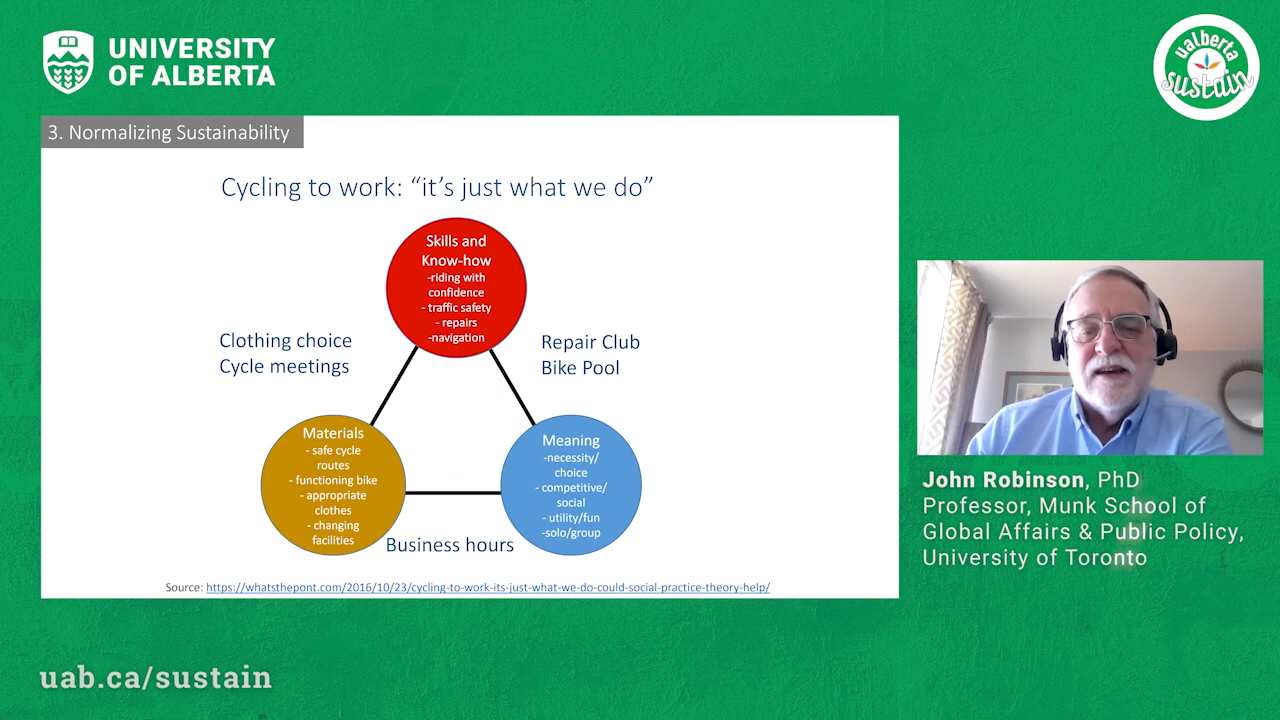 UNIVERSITY
OF ALBERTA
ualberta
sustain
3. Normalizing Sustainability
Cycling to work: “it’s just what we do”
Skills and
Know-how
-riding with
confidence
- traffic safety
- repairs
-navigation
Clothing choice
Cycle meetings
Repair Club
Bike Pool
Materials
- safe cycle
routes
- functioning bike
- appropriate
clothes
- changing
facilities
Meaning
-necessity/
choice
- competitive/
social
- utility/fun
-solo/group
Business hours
Source: https://whatsthepont.com/2016/10/23/cycling-to-work-its-just-what-we-do-could-social-practice-theory-help/
John Robinson, PhD
Professor, Munk School of
Global Affairs & Public Policy,
University of Toronto
uab.ca/sustain